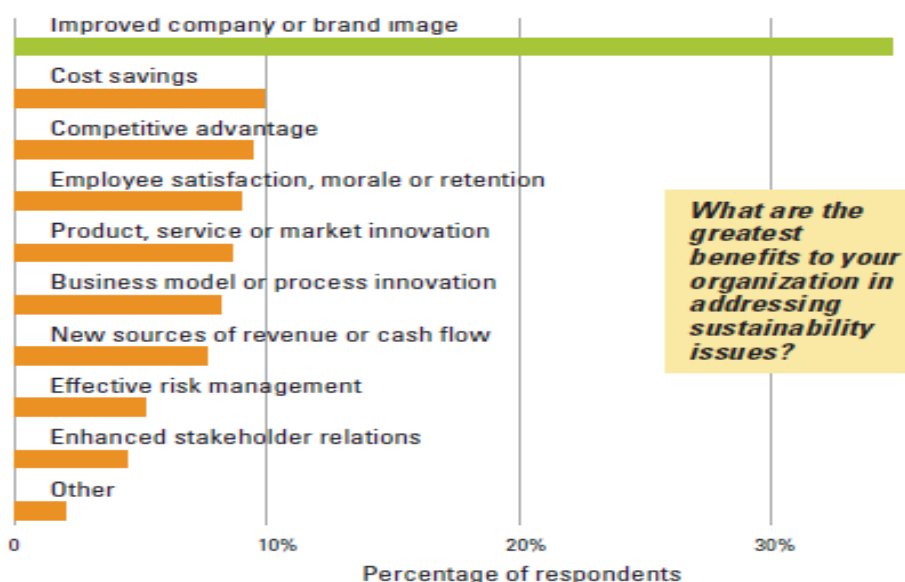 Improved company or brand image
Cost savings
Competitive advantage
Employee satisfaction, morale or retention
Product, service or market innovation
Business model or process innovation
New sources of revenue or cash flow
Effective risk management
Enhanced stakeholder relations
Other
What are the
greatest
benefits to your
organization in
addressing
sustainability
issues?
0 10% 20% 30%
Percentage of respondents